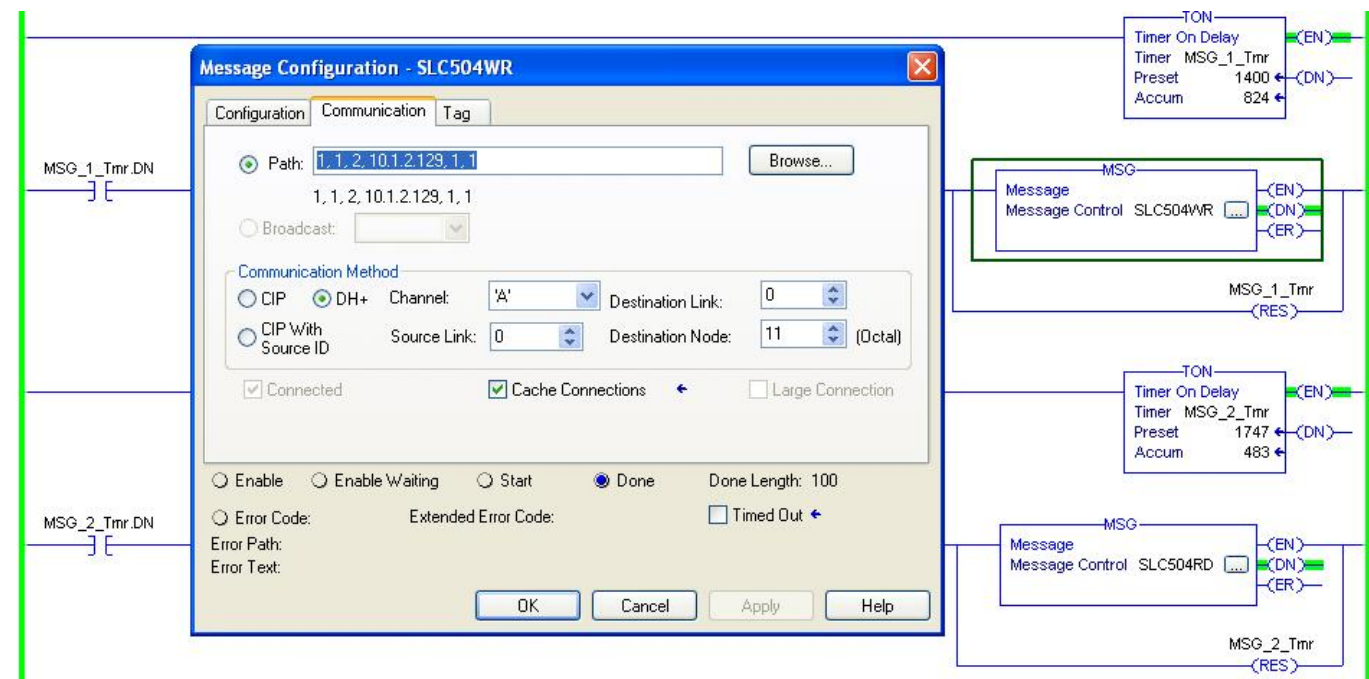 TON
Timer On Delay
(EN)
Timer MSG_1_Tmr
Preset 1400
(DN)
Accum 824
Message Configuration - SLC504WR
Configuration Communication Tag
Path: 1, 1, 2, 10.1.2.129, 1, 1 Browse...
1, 1, 2, 10.1.2.129, 1, 1
Broadcast:
Communication Method
CIP DH+ Channel: 'A' Destination Link: 0
CIP With Source ID Source Link: 0 Destination Node: 11 (Octal)
Connected Cache Connections Large Connection
Enable Enable Waiting Start Done Done Length: 100
Error Code: Extended Error Code: Timed Out
Error Path:
Error Text:
OK Cancel Apply Help
MSG_1_Tmr.DN
MSG
Message
(EN)
Message Control SLC504WR ...
(DN)
(ER)
MSG_1_Tmr
(RES)
TON
Timer On Delay
(EN)
Timer MSG_2_Tmr
Preset 1747
(DN)
Accum 483
MSG_2_Tmr.DN
MSG
Message
(EN)
Message Control SLC504RD ...
(DN)
(ER)
MSG_2_Tmr
(RES)